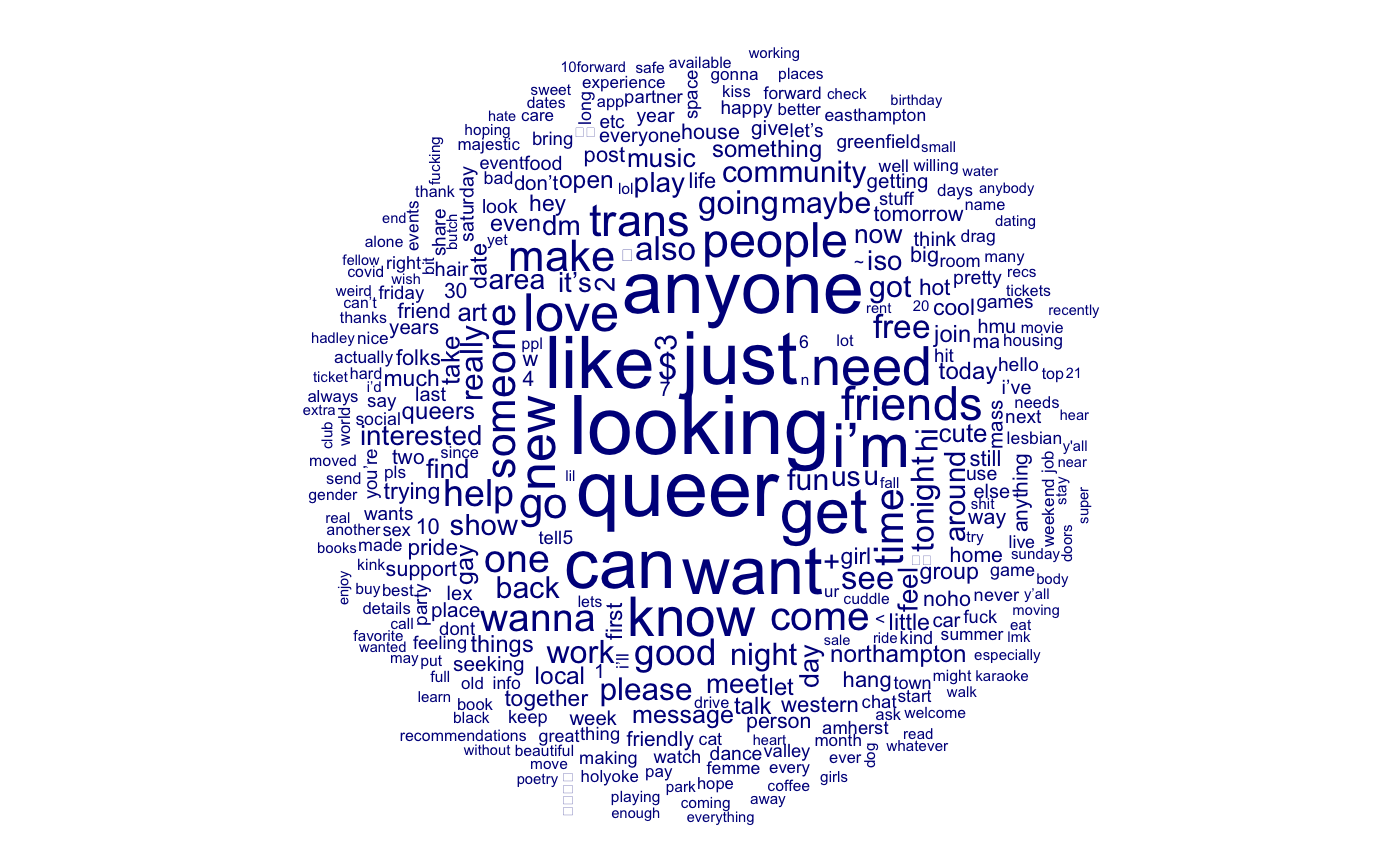 working
10forward safe available
experience gonna places
sweet long app partner space kiss forward check
dates happy better birthday
hate care etc year easthampton
hoping everyone house give let's
majestic bring greenfield small
fucking post music something
event food community well willing water
bad don't open lol play life getting days anybody
thank saturday stuff name
look hey going maybe tomorrow
end events share butch even dm trans dating
alone yet also people now think drag
fellow right bit hair date make ~ iso big room many
covid wish area it's 2 anyone got hot pretty recs
weird friday 30 rent 20 cool games tickets
can't friend art love recently
thanks years free join hmu movie
hadley nice really someone ppl like 3 just 6 lot ma housing
actually folks take w $ need hit
ticket hard much 4 7 n today hello top 21
i'd i've
always say last new looking friends mass needs
extra social queers i'm hi cute next hear
club world interested lesbian y'all
moved two since still
send you're pls find lil queer fun us u fall tonight around use anything job near
gender trying help go get time else weekend stay super
real wants shit
another sex 10 show tell 5 way live doors
books made pride gay one can want + girl try home sunday
kink support see feel group game body
enjoy buy best party lex back ur cuddle noho never y'all
details place wanna lets first know come < little car fuck moving
call dont eat
favorite feeling things i'll work good night day sale ride kind summer lmk
wanted northampton especially
may put seeking local 1
full old info please meet let hang town might karaoke
learn book together drive talk western chat start walk
black keep week message person ask welcome
recommendations great thing friendly cat heart month amherst read
without beautiful making watch dance valley ever dog whatever
move holyoke pay femme every
poetry park hope coffee girls
playing coming away
enough everything